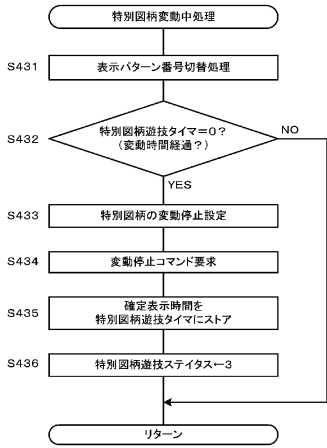 特別図柄変動中処理
S431
表示パターン番号切替処理
S432
特別図柄遊技タイマ=0?
(変動時間経過?)
NO
YES
S433
特別図柄の変動停止設定
S434
変動停止コマンド要求
S435
確定表示時間を
特別図柄遊技タイマにストア
S436
特別図柄遊技ステイタス←3
リターン